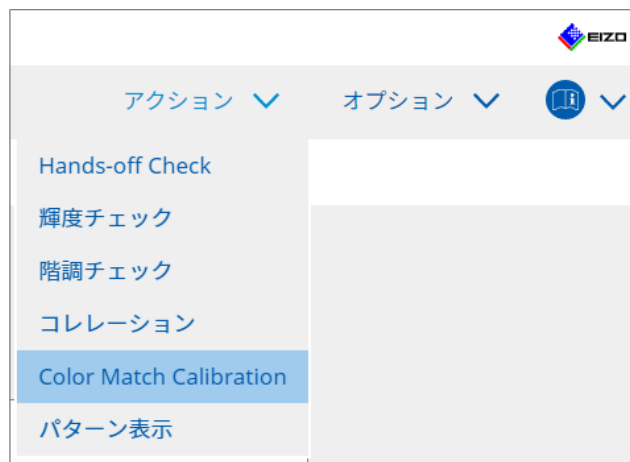 EIZO
アクション オプション
Hands-off Check
輝度チェック
階調チェック
コレレーション
Color Match Calibration
パターン表示